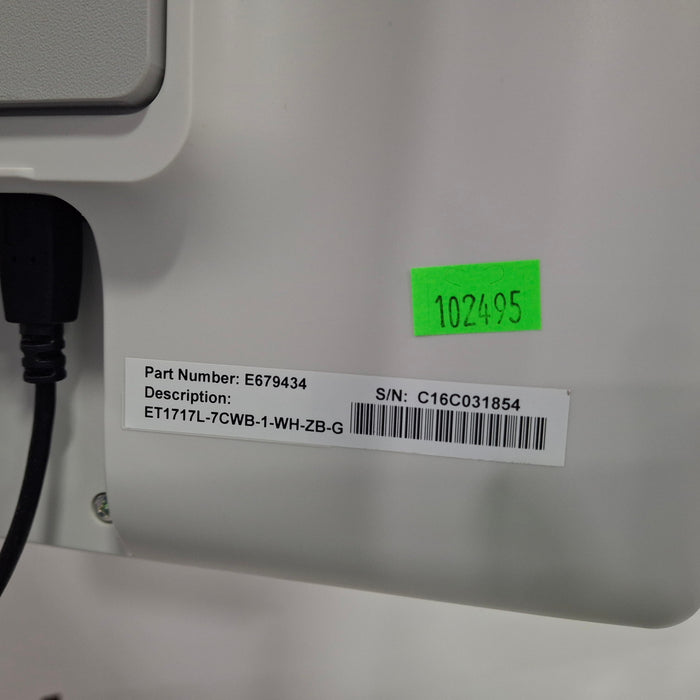 102495
Part Number: E679434
Description:
ET1717L-7CWB-1-WH-ZB-G
S/N: C16C031854